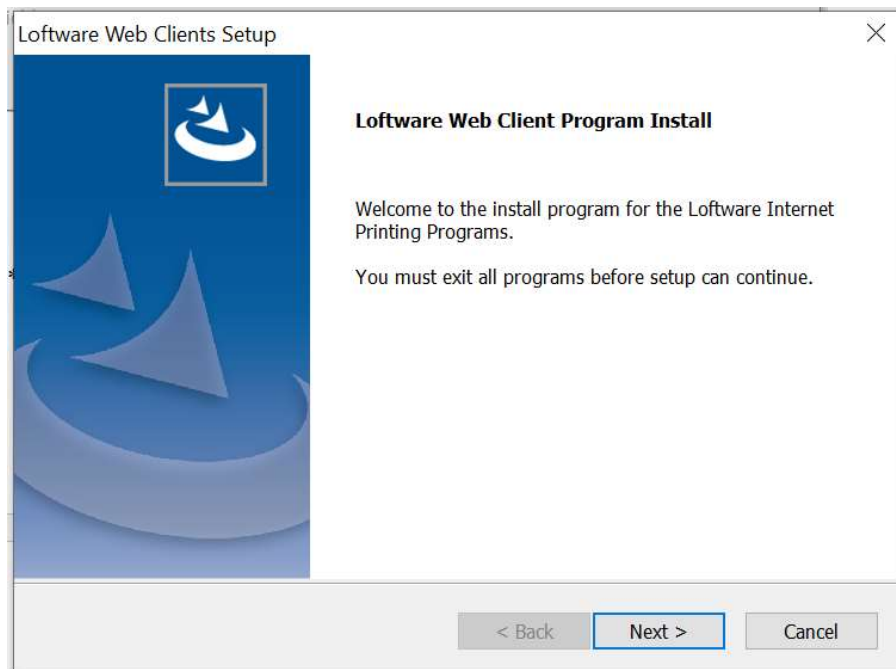 Loftware Web Clients Setup
Loftware Web Client Program Install
Welcome to the install program for the Loftware Internet
Printing Programs.
You must exit all programs before setup can continue.
< Back
Next >
Cancel